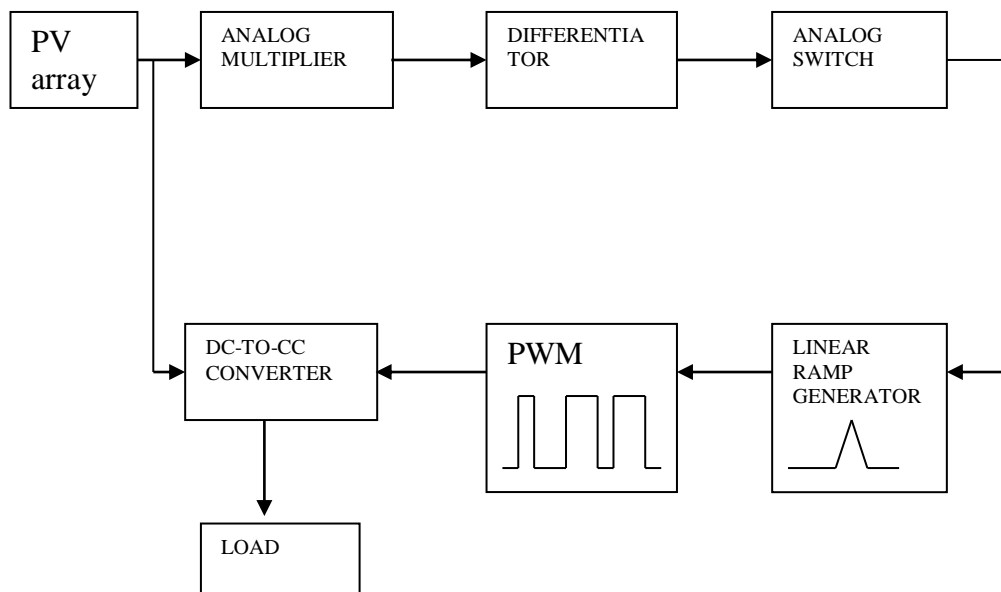 PV
array
ANALOG
MULTIPLIER
DIFFERENTIA
TOR
ANALOG
SWITCH
DC-TO-CC
CONVERTER
PWM
LINEAR
RAMP
GENERATOR
LOAD